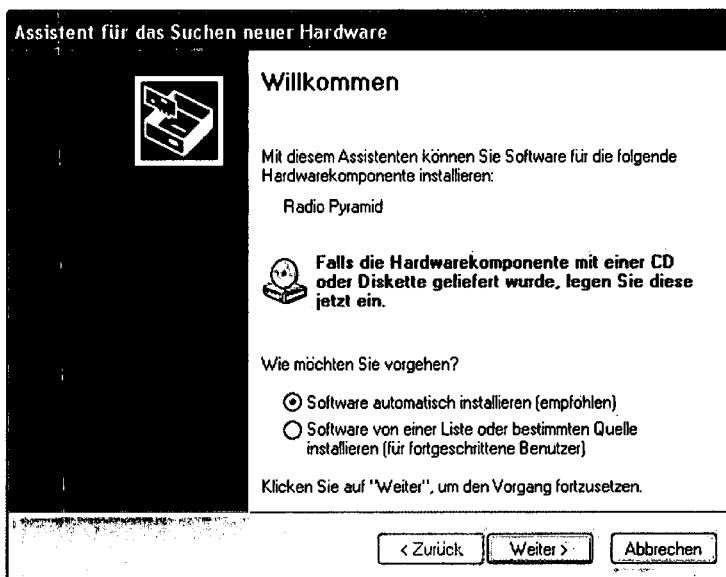 Assistent für das Suchen neuer Hardware
Willkommen
Mit diesem Assistenten können Sie Software für die folgende
Hardwarekomponente installieren:
Radio Pyramid
Falls die Hardwarekomponente mit einer CD
oder Diskette geliefert wurde, legen Sie diese
jetzt ein.
Wie möchten Sie vorgehen?
Software automatisch installieren (empfohlen)
Software von einer Liste oder bestimmten Quelle
installieren (für fortgeschrittene Benutzer)
Klicken Sie auf "Weiter", um den Vorgang fortzusetzen.
< Zurück Weiter > Abbrechen